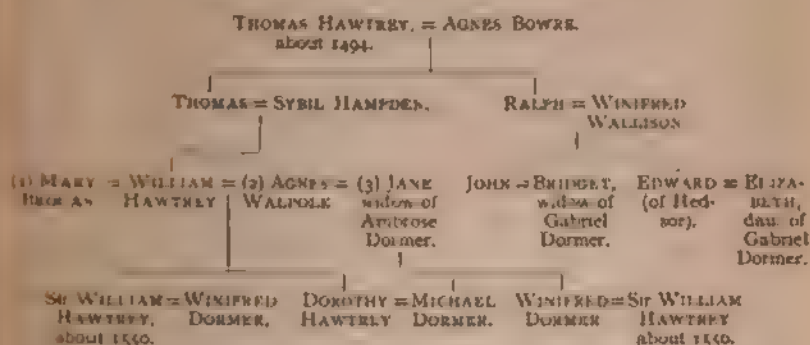 THOMAS HAWTREY, = AGNES BOWRE.
about 1494.
THOMAS = SYBIL HAMPDEN. RALPH = WINIFRED
WALLISON
(1) MARY = WILLIAM = (2) AGNES = (3) JANE JOHN = BRIDGET, EDWARD = ELIZA-
HAWTREY WALPOLE widow of widow of (of Hed- BETH, dau. of
Ambrose Gabriel sor). Gabriel
Dormer. Dormer. Dormer.
Sir WILLIAM = WINIFRED DOROTHY = MICHAEL WINIFRED = Sir WILLIAM
HAWTREY, DORMER, HAWTREY DORMER. DORMER HAWTREY
about 1550. about 1550.